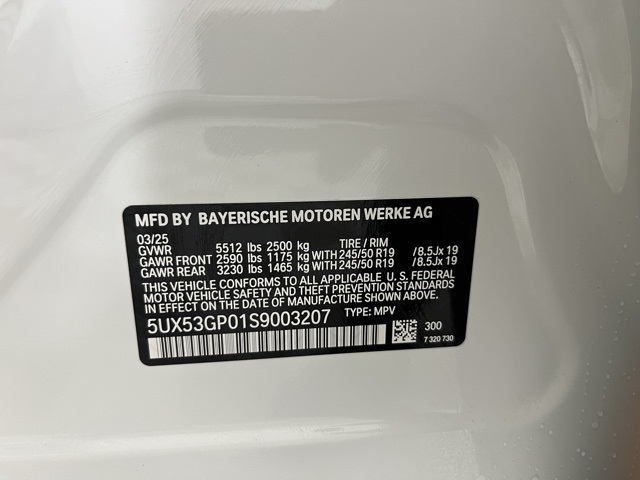 MFD BY BAYERISCHE MOTOREN WERKE AG
03/25
GVWR 5512 lbs 2500 kg TIRE / RIM
GAWR FRONT 2590 lbs 1175 kg WITH 245/50 R19 /8.5Jx 19
GAWR REAR 3230 lbs 1465 kg WITH 245/50 R19 /8.5Jx 19
THIS VEHICLE CONFORMS TO ALL APPLICABLE U.S. FEDERAL
MOTOR VEHICLE SAFETY, BUMPER, AND THEFT PREVENTION STANDARDS
IN EFFECT ON THE DATE OF MANUFACTURE SHOWN ABOVE.
5UX53GP01S9003207 TYPE: MPV
300
7 320 730